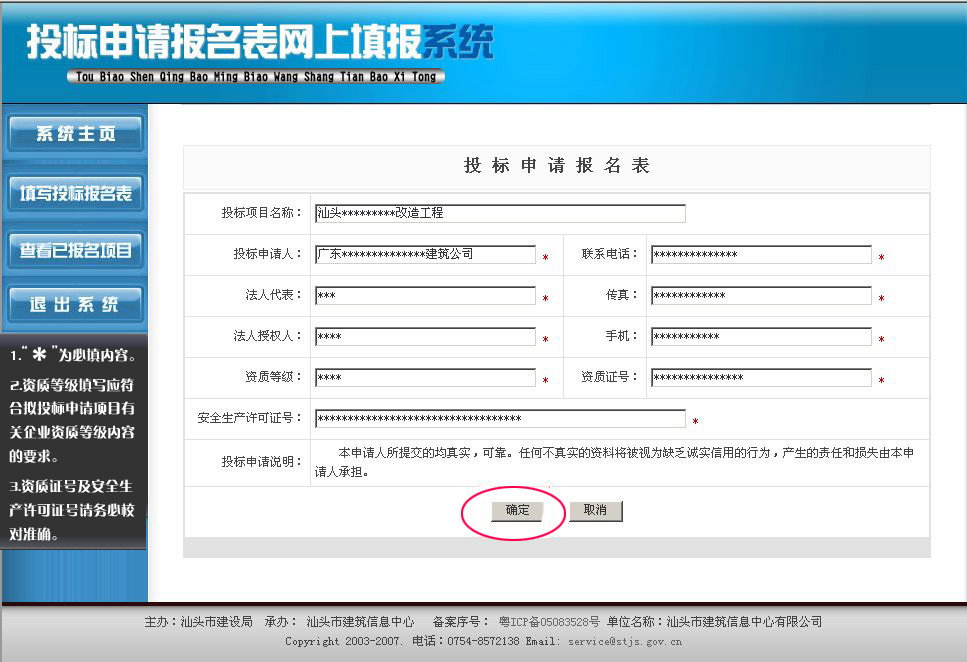 投标申请报名表网上填报系统
Tou Biao Shen Qing Bao Ming Biao Wang Shang Tian Bao Xi Tong
系统主页
填写投标报名表
查看已报名项目
退出系统
1."＊"为必填内容。
2.资质等级填写应符
合拟投标申请项目有
关企业资质等级内容
的要求。
3.资质证号及安全生
产许可证号请务必校
对准确。
投标申请报名表
投标项目名称： 汕头*********改造工程
投标申请人： 广东**************建筑公司 * 联系电话： ************** *
法人代表： *** * 传真： ************ *
法人授权人： **** * 手机： *********** *
资质等级： **** * 资质证号： *************** *
安全生产许可证号： ********************************** *
投标申请说明： 本申请人所提交的均真实，可靠。任何不真实的资料将被视为缺乏诚实信用的行为，产生的责任和损失由本申
请人承担。
确定 取消
主办：汕头市建设局 承办： 汕头市建筑信息中心 备案序号： 粤ICP备05083528号 单位名称：汕头市建筑信息中心有限公司
Copyright 2003-2007. 电话：0754-8572138 Email: service@stjs.gov.cn